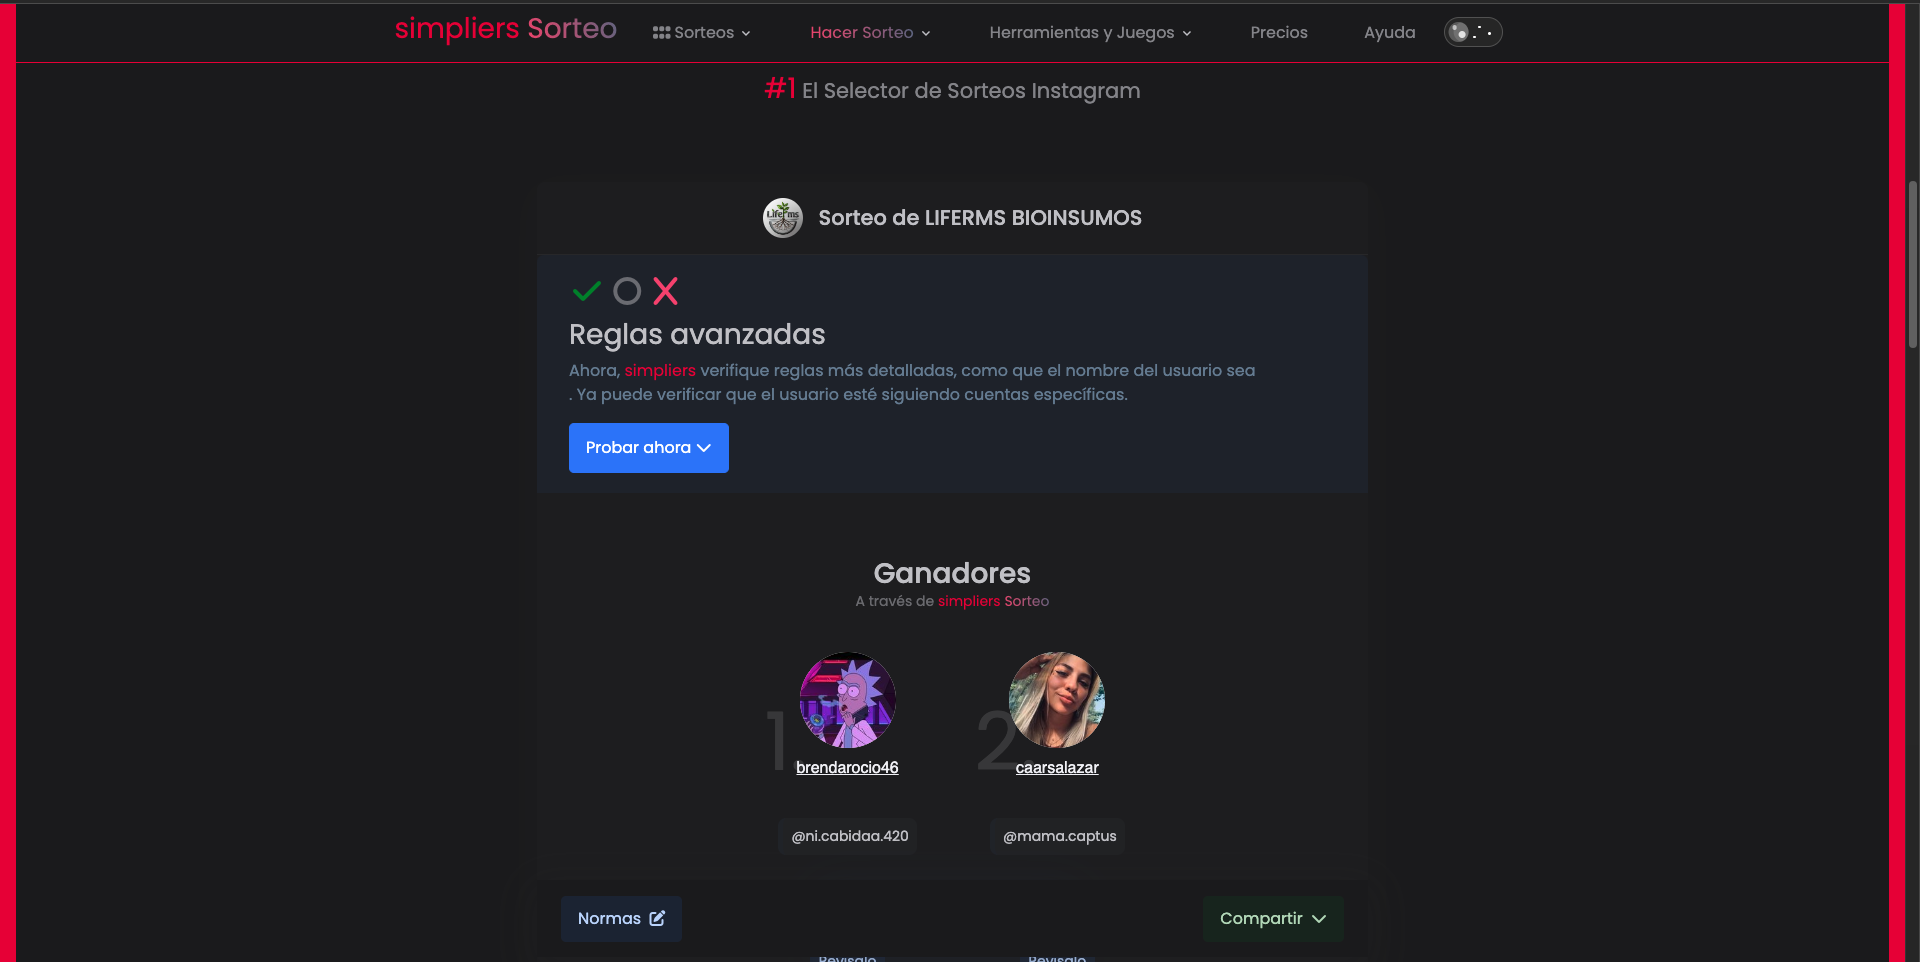 simpliers Sorteo
Sorteos
Hacer Sorteo
Herramientas y Juegos
Precios
Ayuda
#1 El Selector de Sorteos Instagram
Liferms
Sorteo de LIFERMS BIOINSUMOS
Reglas avanzadas
Ahora, simpliers verifique reglas más detalladas, como que el nombre del usuario sea
. Ya puede verificar que el usuario esté siguiendo cuentas específicas.
Probar ahora
Ganadores
A través de simpliers Sorteo
1.
brendarocio46
@ni.cabidaa.420
2.
caarsalazar
@mama.captus
Normas
Compartir
Revisalo
Revisalo